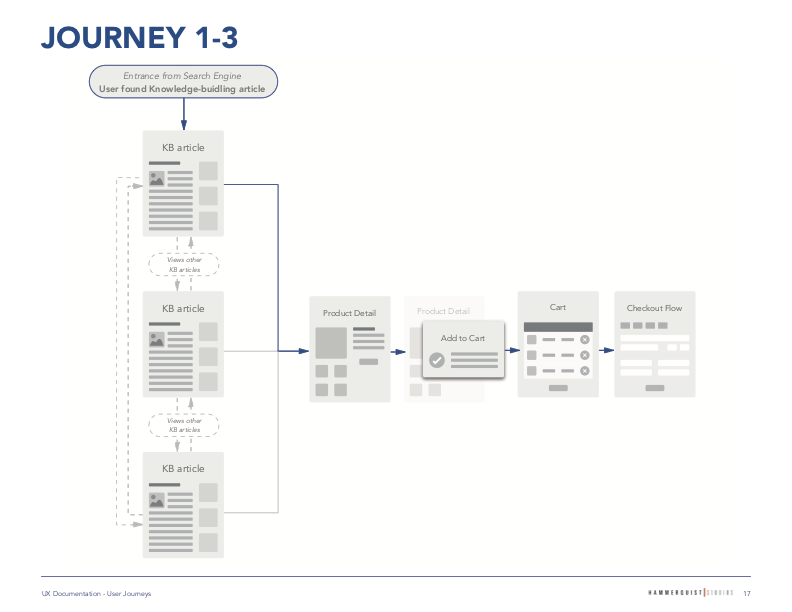 JOURNEY 1-3
Entrance from Search Engine
User found Knowledge-buidling article
KB article
Views other
KB articles
KB article
Views other
KB articles
KB article
Product Detail
Product Detail
Add to Cart
Cart
Checkout Flow
UX Documentation - User Journeys
HAMMERQUIST
17